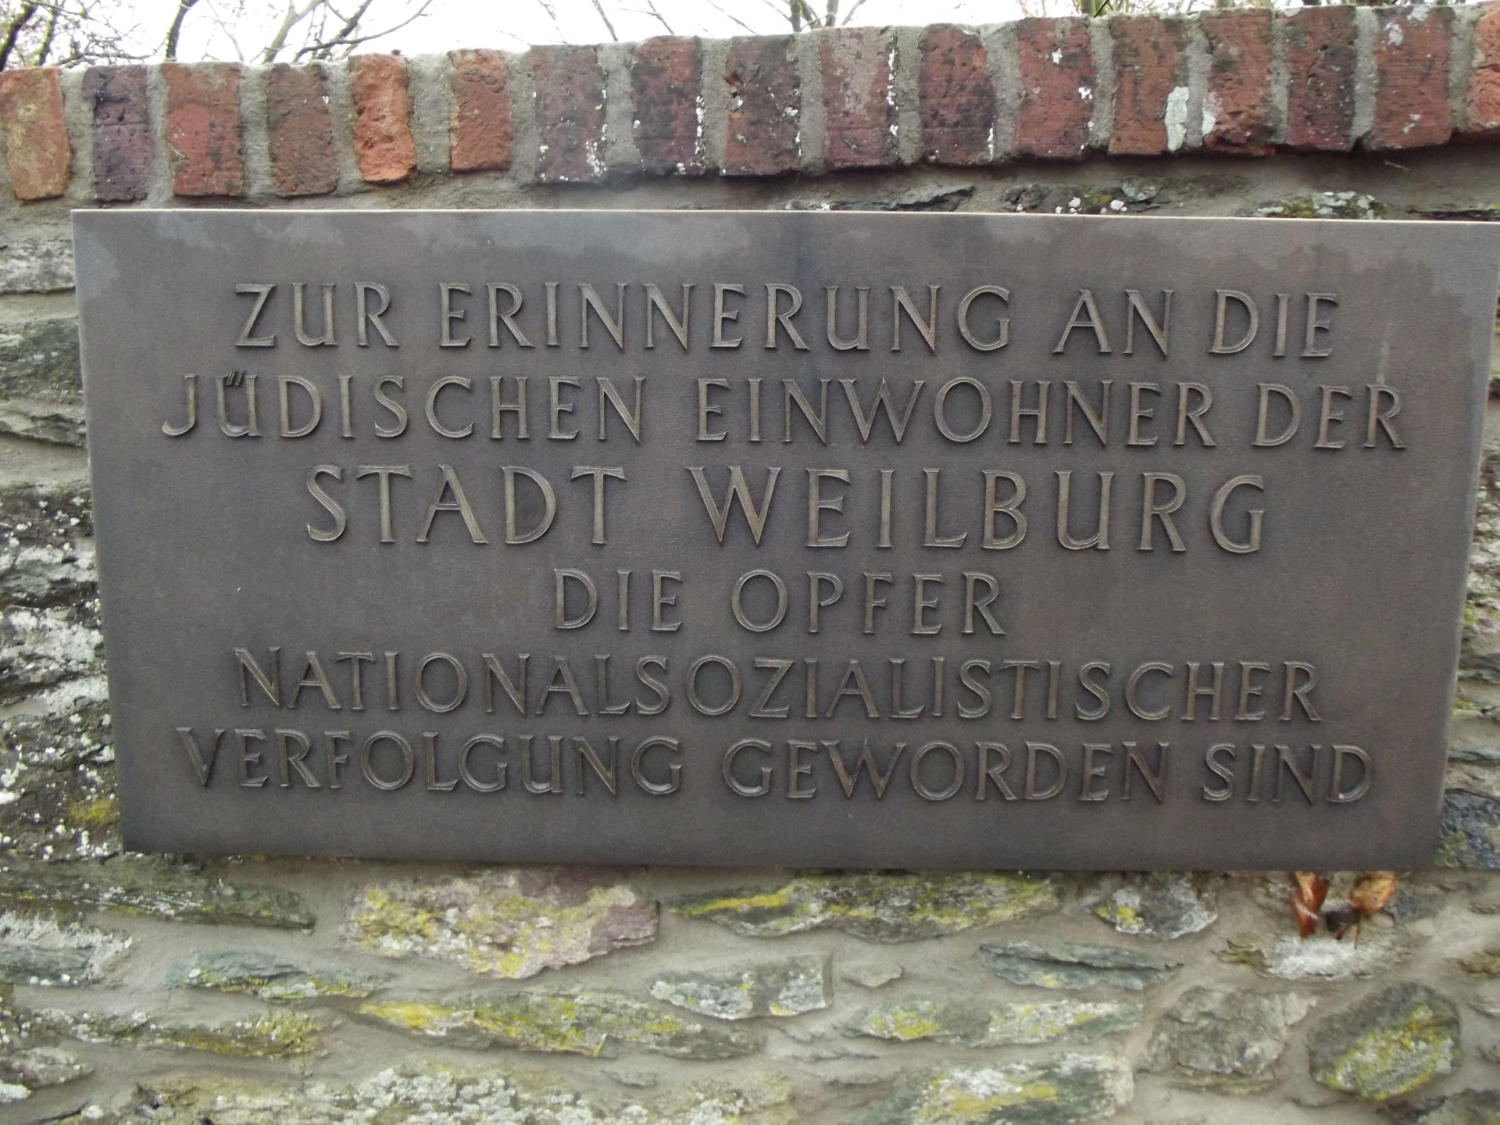 ZUR ERINNERUNG AN DIE
JÜDISCHEN EINWOHNER DER
STADT WEILBURG
DIE OPFER
NATIONALSOZIALISTISCHER
VERFOLGUNG GEWORDEN SIND